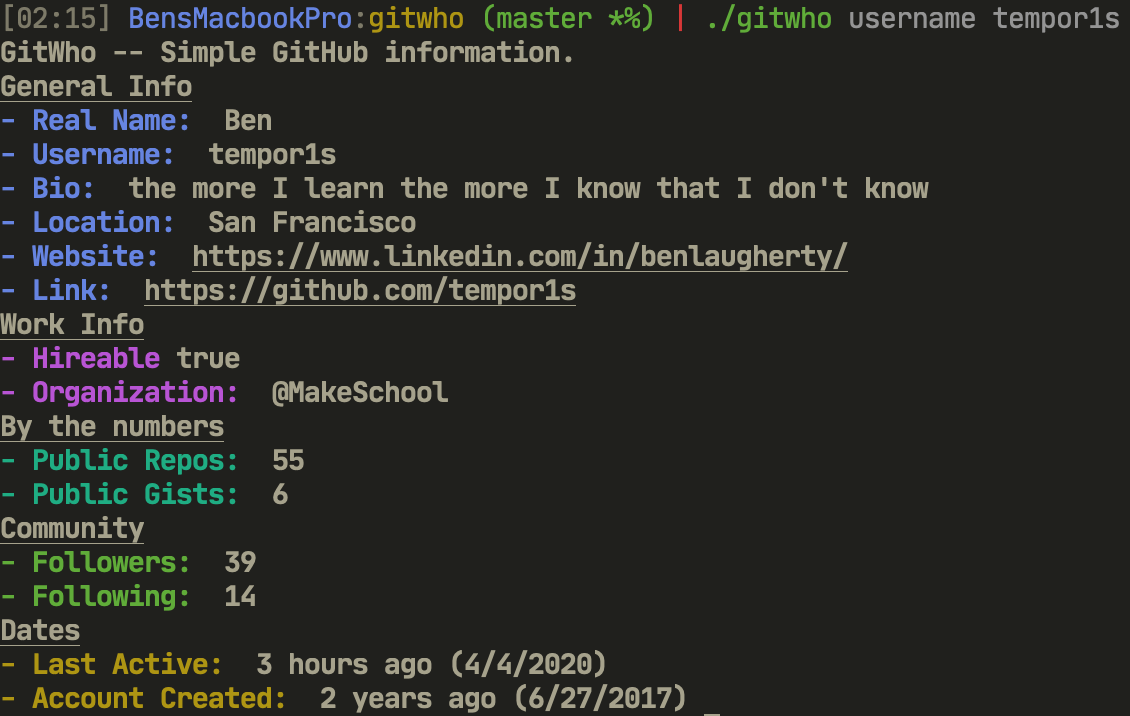 [02:15] BensMacbookPro:gitwho (master *%) | ./gitwho username tempor1s
GitWho -- Simple GitHub information.
General Info
- Real Name:  Ben
- Username:  tempor1s
- Bio:  the more I learn the more I know that I don't know
- Location:  San Francisco
- Website:  https://www.linkedin.com/in/benlaugherty/
- Link:  https://github.com/tempor1s
Work Info
- Hireable true
- Organization:  @MakeSchool
By the numbers
- Public Repos:  55
- Public Gists:  6
Community
- Followers:  39
- Following:  14
Dates
- Last Active:  3 hours ago (4/4/2020)
- Account Created:  2 years ago (6/27/2017)